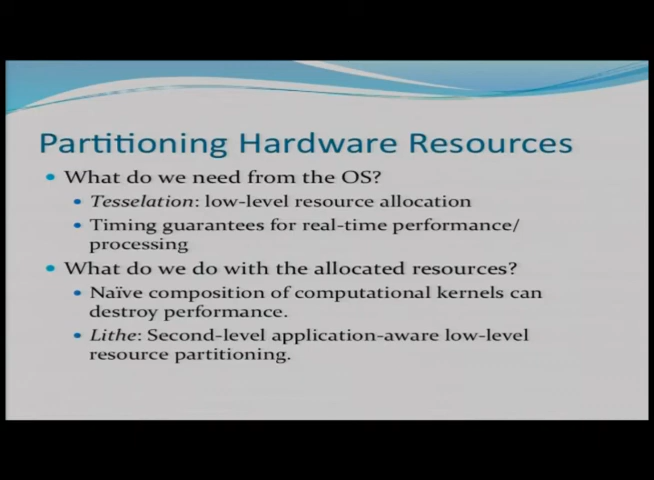 Partitioning Hardware Resources
What do we need from the OS?
Tesselation: low-level resource allocation
Timing guarantees for real-time performance/
processing
What do we do with the allocated resources?
Naïve composition of computational kernels can
destroy performance.
Lithe: Second-level application-aware low-level
resource partitioning.